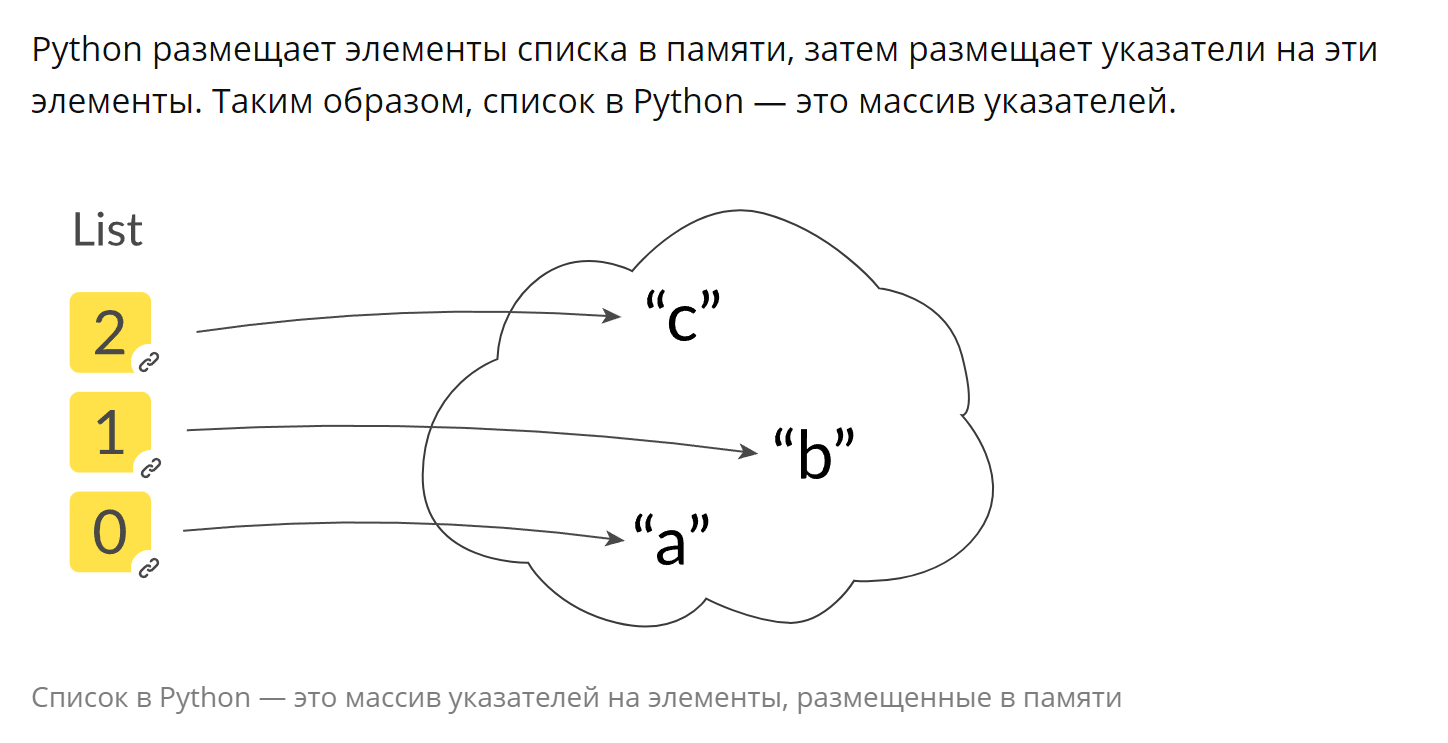 Python размещает элементы списка в памяти, затем размещает указатели на эти
элементы. Таким образом, список в Python — это массив указателей.
List
2
“c”
1
“b”
0
“a”
Список в Python — это массив указателей на элементы, размещенные в памяти